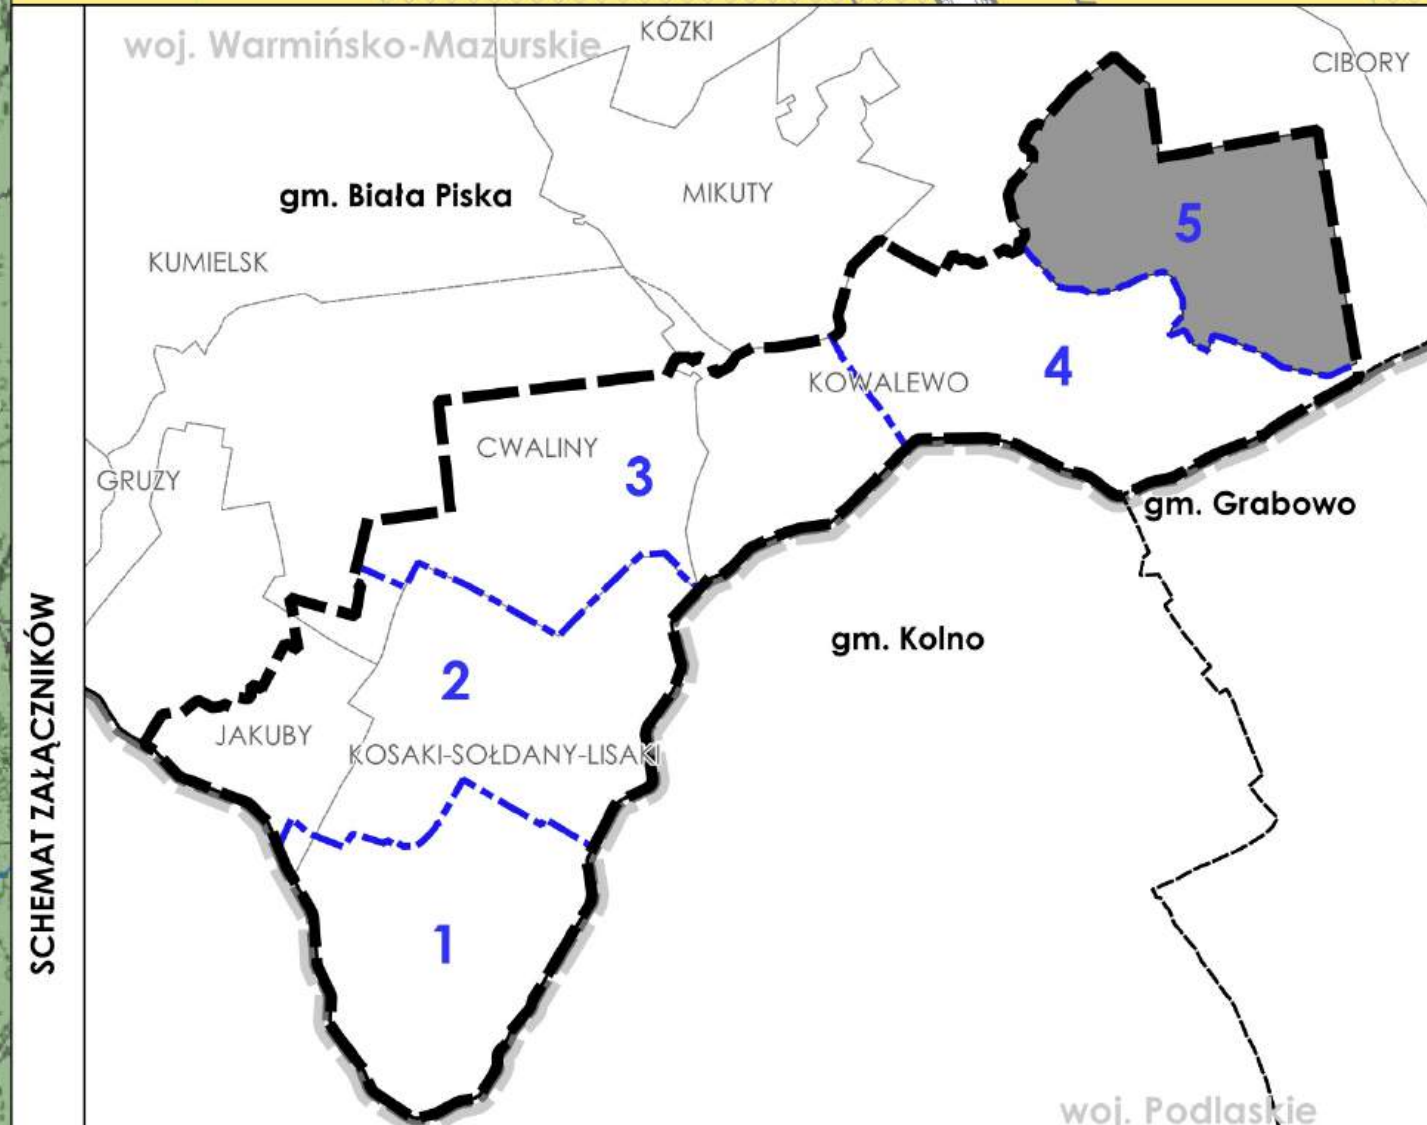 KÓZKI
woj. Warmińsko-Mazurskie
CIBORY
gm. Biała Piska
MIKUTY
5
KUMIELSK
4
KOWALEWO
CWALINY
3
GRUZY
gm. Grabowo
gm. Kolno
2
JAKUBY
KOSAKI-SOŁDANY-LISAKI
SCHEMAT ZAŁĄCZNIKÓW
1
woj. Podlaskie